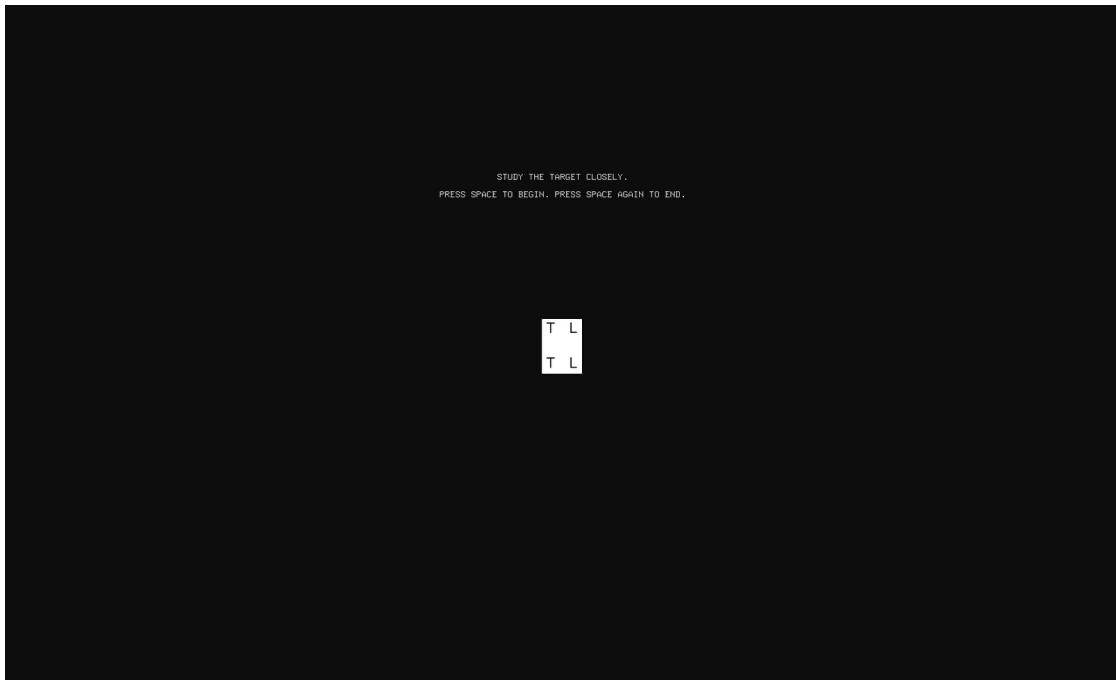 STUDY THE TARGET CLOSELY.
PRESS SPACE TO BEGIN. PRESS SPACE AGAIN TO END.
T L
T L